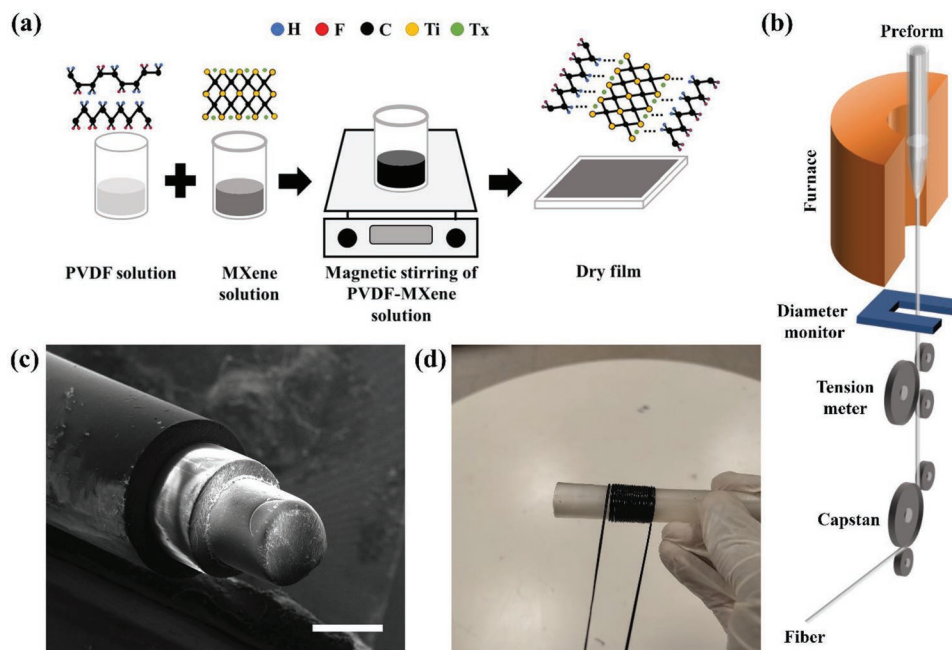 (a)
H F C Ti Tx
PVDF solution
MXene
solution
Magnetic stirring of
PVDF-MXene
solution
Dry film
(b)
Preform
Furnace
Diameter
monitor
Tension
meter
Capstan
Fiber
(c)
(d)